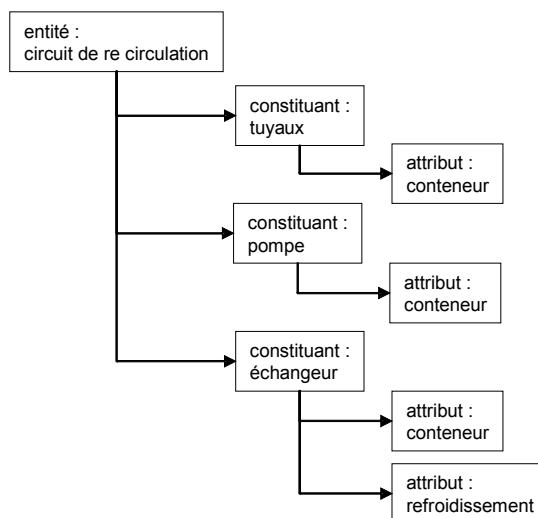 entité :
circuit de re circulation
constituant :
tuyaux
attribut :
conteneur
constituant :
pompe
attribut :
conteneur
constituant :
échangeur
attribut :
conteneur
attribut :
refroidissement